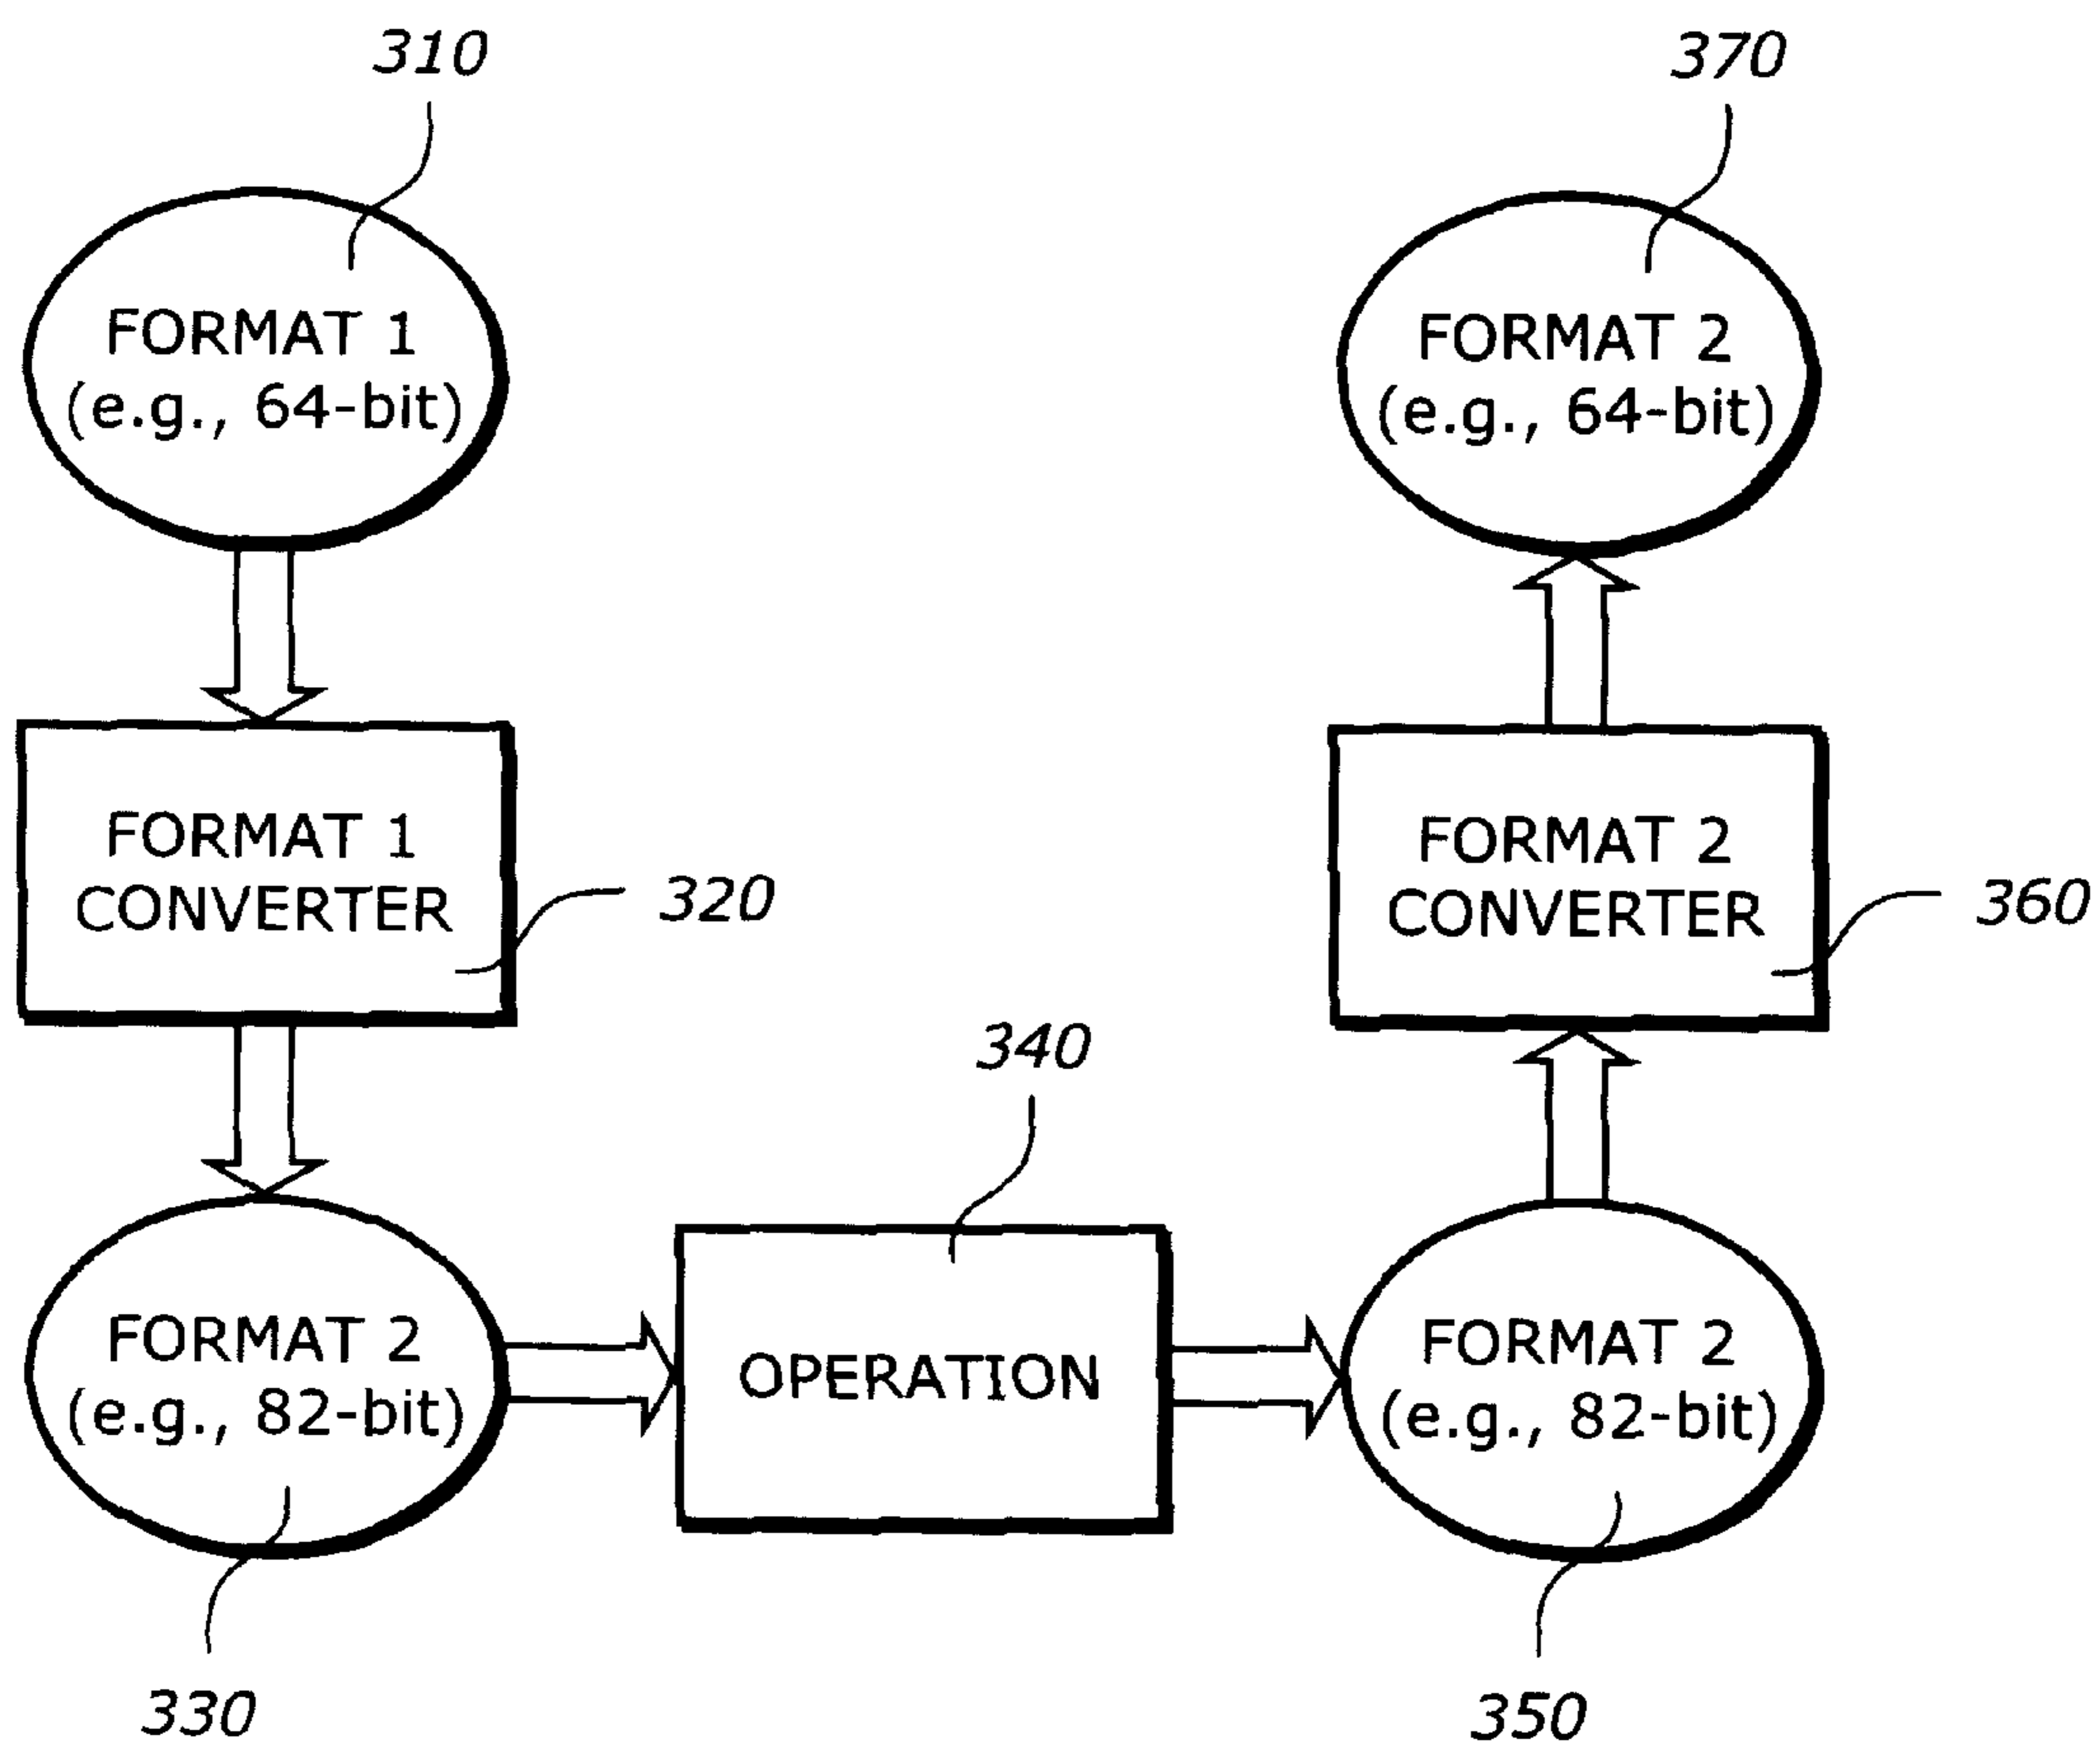 310
370
FORMAT 1
(e.g., 64-bit)
FORMAT 2
(e.g., 64-bit)
FORMAT 1
CONVERTER
320
FORMAT 2
CONVERTER
360
340
FORMAT 2
(e.g., 82-bit)
OPERATION
FORMAT 2
(e.g., 82-bit)
330
350